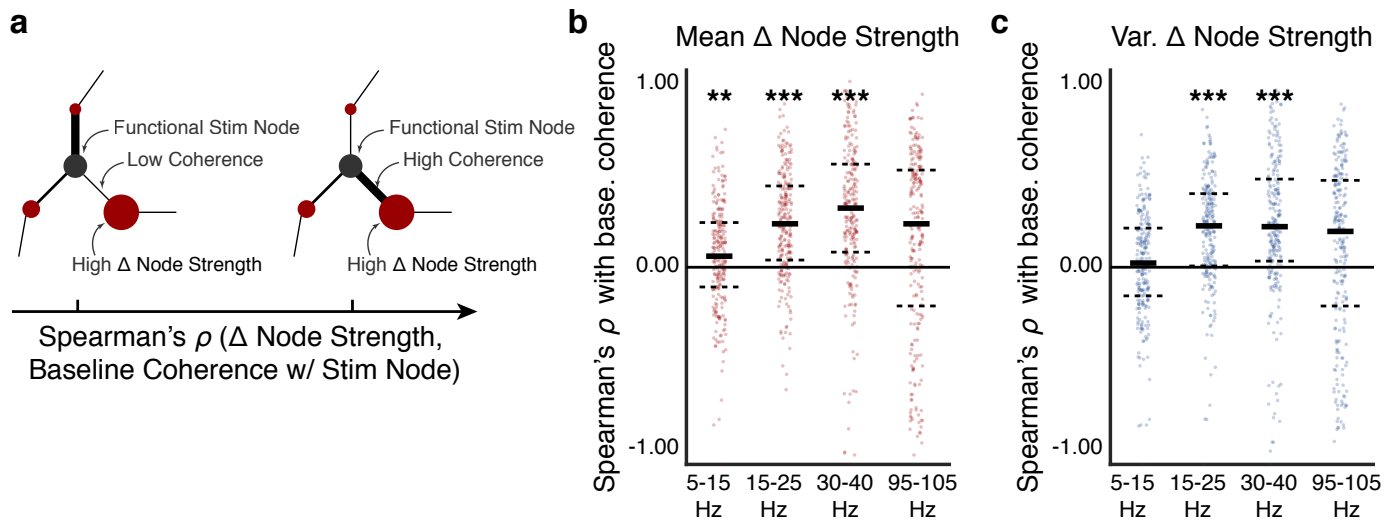 a
Functional Stim Node
Low Coherence
High Δ Node Strength
Functional Stim Node
High Coherence
High Δ Node Strength
Spearman's ρ (Δ Node Strength,
Baseline Coherence w/ Stim Node)
b
Mean Δ Node Strength
Spearman's ρ with base. coherence
1.00
0.00
-1.00
** *** ***
5-15 Hz
15-25 Hz
30-40 Hz
95-105 Hz
c
Var. Δ Node Strength
Spearman's ρ with base. coherence
1.00
0.00
-1.00
*** ***
5-15 Hz
15-25 Hz
30-40 Hz
95-105 Hz